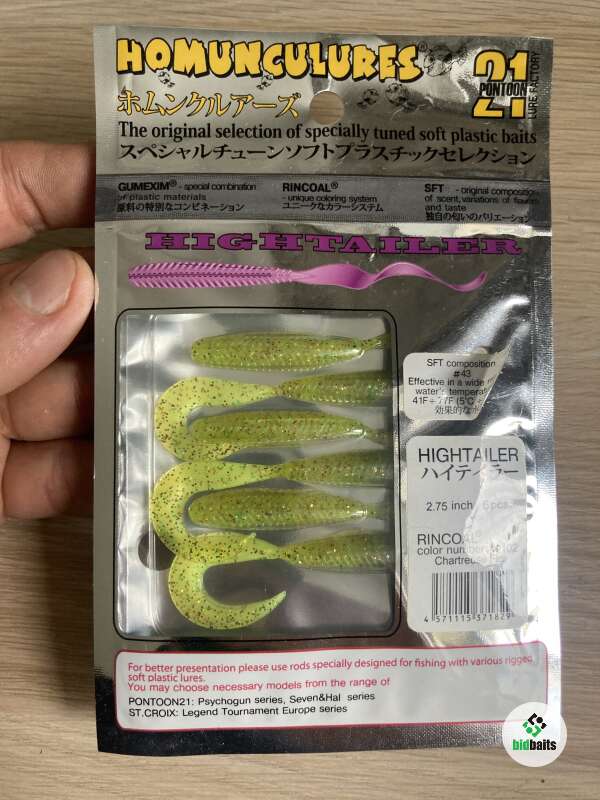 HOMUNCULURES®
21
PONTOON
LURE FACTORY
ホムンクルアーズ
The original selection of specially tuned soft plastic baits
スペシャルチューンソフトプラスチックセレクション
GUMEXIM® - special combination
of plastic materials
原料の特別なコンビネーション
RINCOAL®
- unique coloring system
ユニークなカラーシステム
SFT - original composition
of scent, variations of
and taste
独自の匂いのバリエーション
HIGHTAILER
SFT composition
#43
Effective in a wide
water's
41F÷77F (5°C
効果的な
HIGHTAILER
ハイテイラー
2.75 inch 6pcs.
RINCOAL
color number
4 571115 371829
For better presentation please use rods specially designed for fishing with various rigged
soft plastic lures.
You may choose necessary models from the range of
PONTOON21: Psychogun series, Seven&Hal series
ST.CROIX: Legend Tournament Europe series
bidbaits